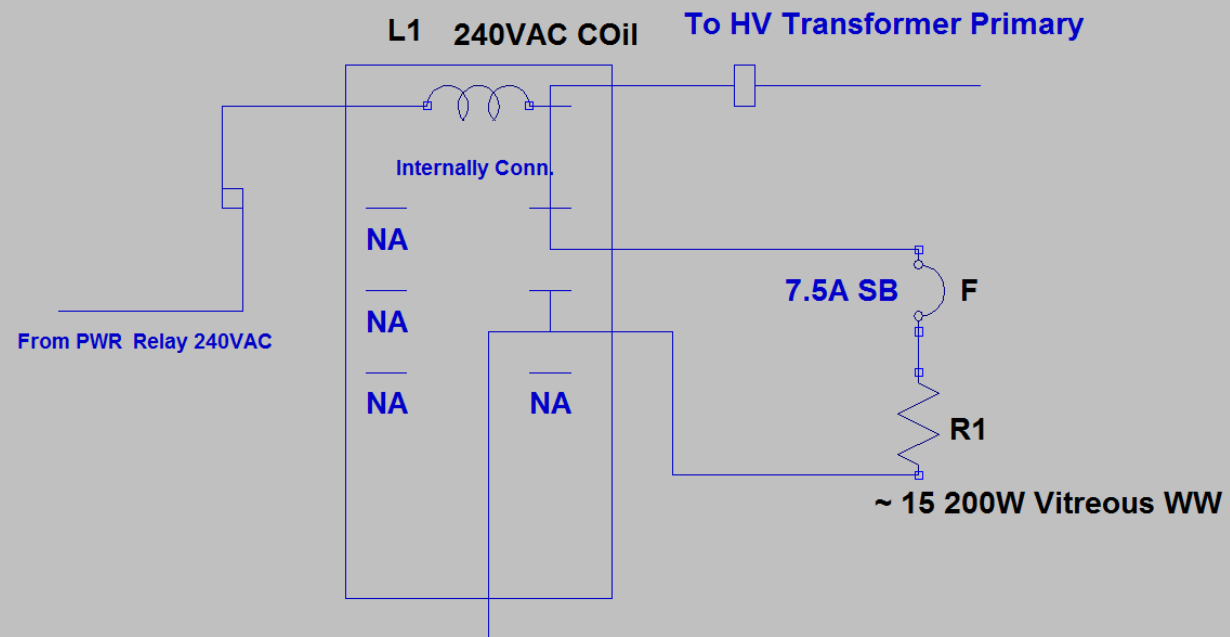 L1 240VAC COil
To HV Transformer Primary
Internally Conn.
NA
7.5A SB F
NA
From PWR Relay 240VAC
NA NA
R1
~ 15 200W Vitreous WW